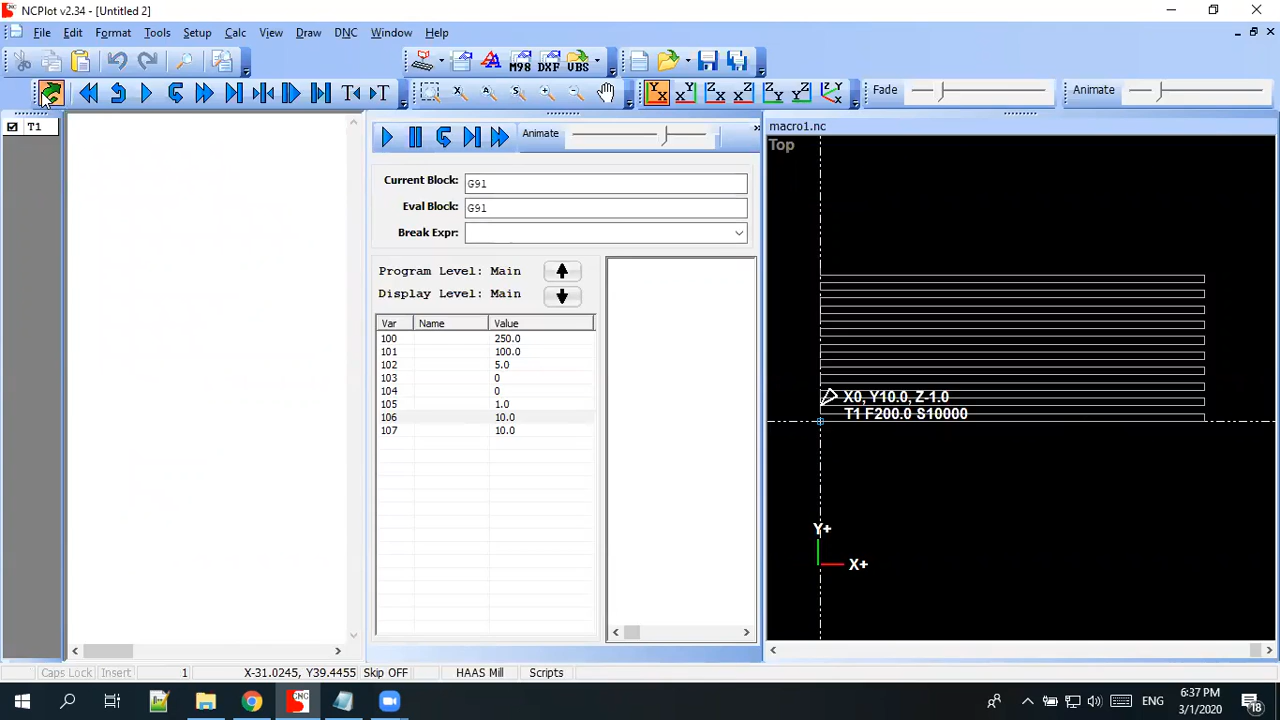 NCPlot v2.34 - [Untitled 2]
File Edit Format Tools Setup Calc View Draw DNC Window Help
M98 DXF VBS
Fade
Animate
T1
Animate
Current Block: G91
Eval Block: G91
Break Expr:
Program Level: Main
Display Level: Main
Var Name Value
100 250.0
101 100.0
102 5.0
103 0
104 0
105 1.0
106 10.0
107 10.0
macro1.nc
Top
X0, Y10.0, Z-1.0
T1 F200.0 S10000
Y+
X+
Caps Lock Insert 1 X-31.0245, Y39.4455 Skip OFF HAAS Mill Scripts
CNC
ENG
6:37 PM
3/1/2020
18